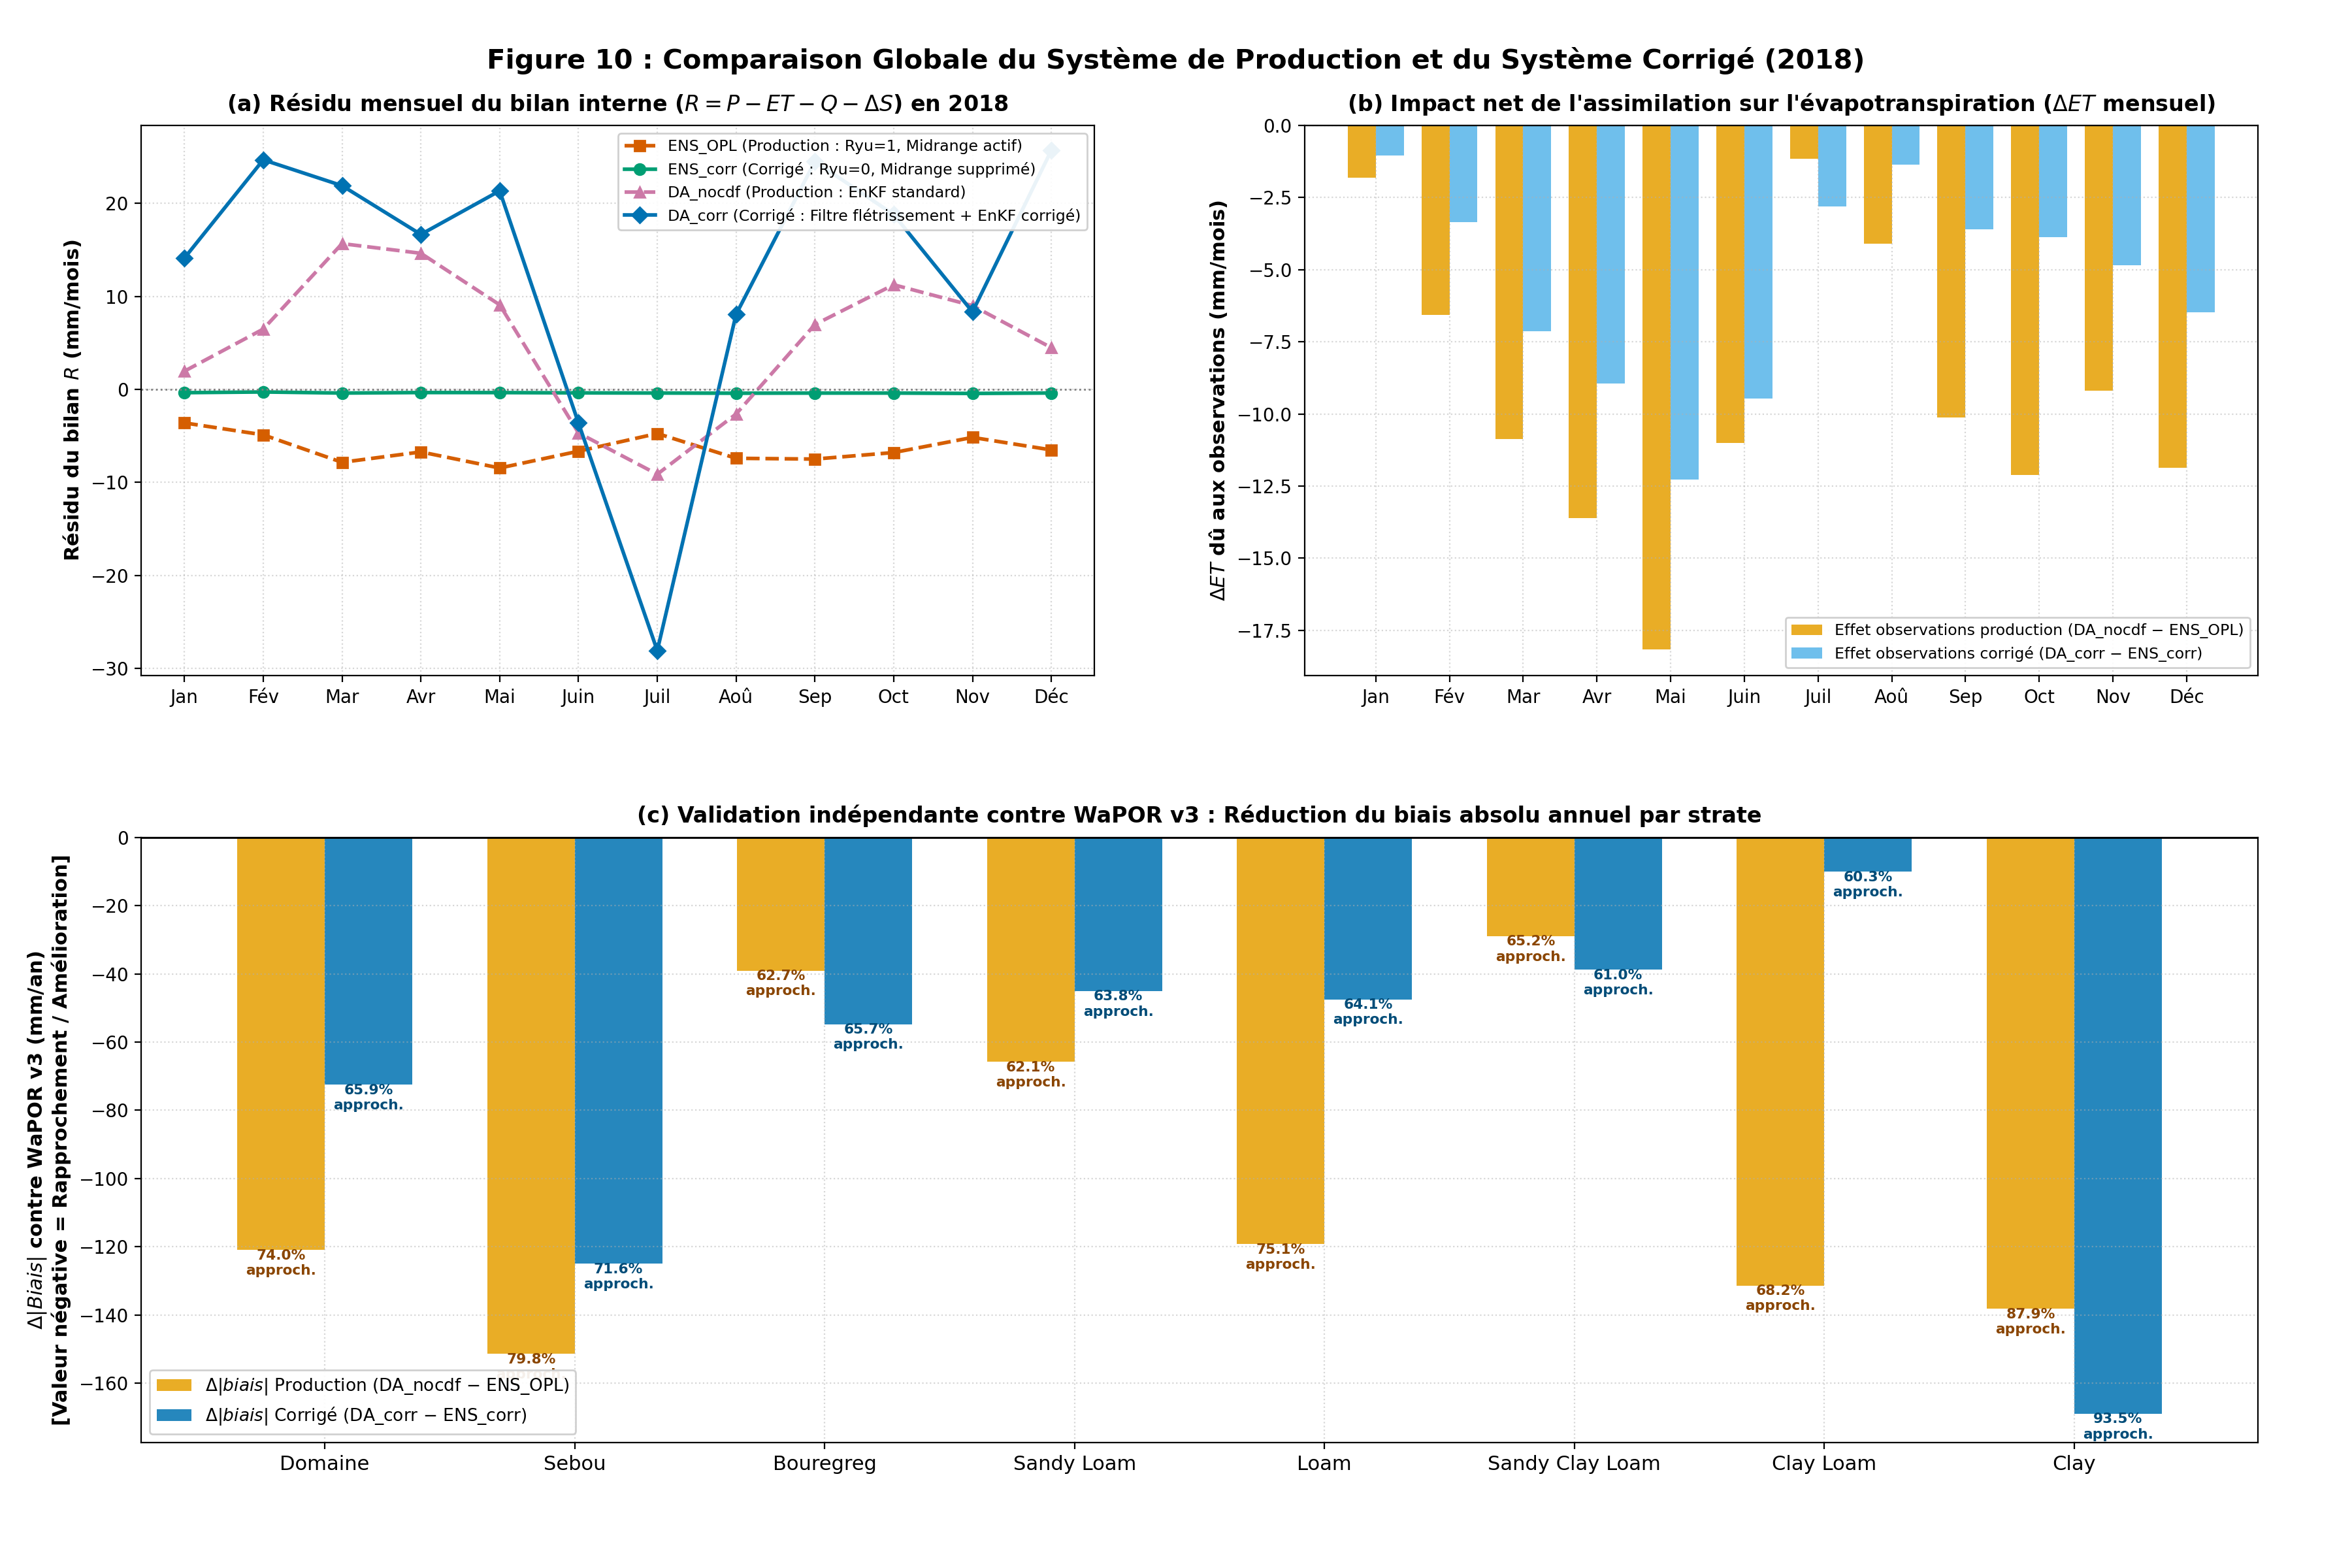 Figure 10 : Comparaison Globale du Système de Production et du Système Corrigé (2018)
(a) Résidu mensuel du bilan interne (R = P − ET − Q − ΔS) en 2018
Résidu du bilan R (mm/mois)
20
10
0
−10
−20
−30
ENS_OPL (Production : Ryu=1, Midrange actif)
ENS_corr (Corrigé : Ryu=0, Midrange supprimé)
DA_nocdf (Production : EnKF standard)
DA_corr (Corrigé : Filtre flétrissement + EnKF corrigé)
Jan Fév Mar Avr Mai Juin Juil Aoû Sep Oct Nov Déc
(b) Impact net de l'assimilation sur l'évapotranspiration (ΔET mensuel)
ΔET dû aux observations (mm/mois)
0.0
−2.5
−5.0
−7.5
−10.0
−12.5
−15.0
−17.5
Effet observations production (DA_nocdf − ENS_OPL)
Effet observations corrigé (DA_corr − ENS_corr)
Jan Fév Mar Avr Mai Juin Juil Aoû Sep Oct Nov Déc
(c) Validation indépendante contre WaPOR v3 : Réduction du biais absolu annuel par strate
Δ|Biais| contre WaPOR v3 (mm/an)
[Valeur négative = Rapprochement / Amélioration]
0
−20
−40
−60
−80
−100
−120
−140
−160
74.0%
approch.
65.9%
approch.
79.8%
71.6%
approch.
62.7%
approch.
65.7%
approch.
62.1%
approch.
63.8%
approch.
75.1%
approch.
64.1%
approch.
65.2%
approch.
61.0%
approch.
68.2%
approch.
60.3%
approch.
87.9%
approch.
93.5%
approch.
Δ|biais| Production (DA_nocdf − ENS_OPL)
Δ|biais| Corrigé (DA_corr − ENS_corr)
Domaine Sebou Bouregreg Sandy Loam Loam Sandy Clay Loam Clay Loam Clay